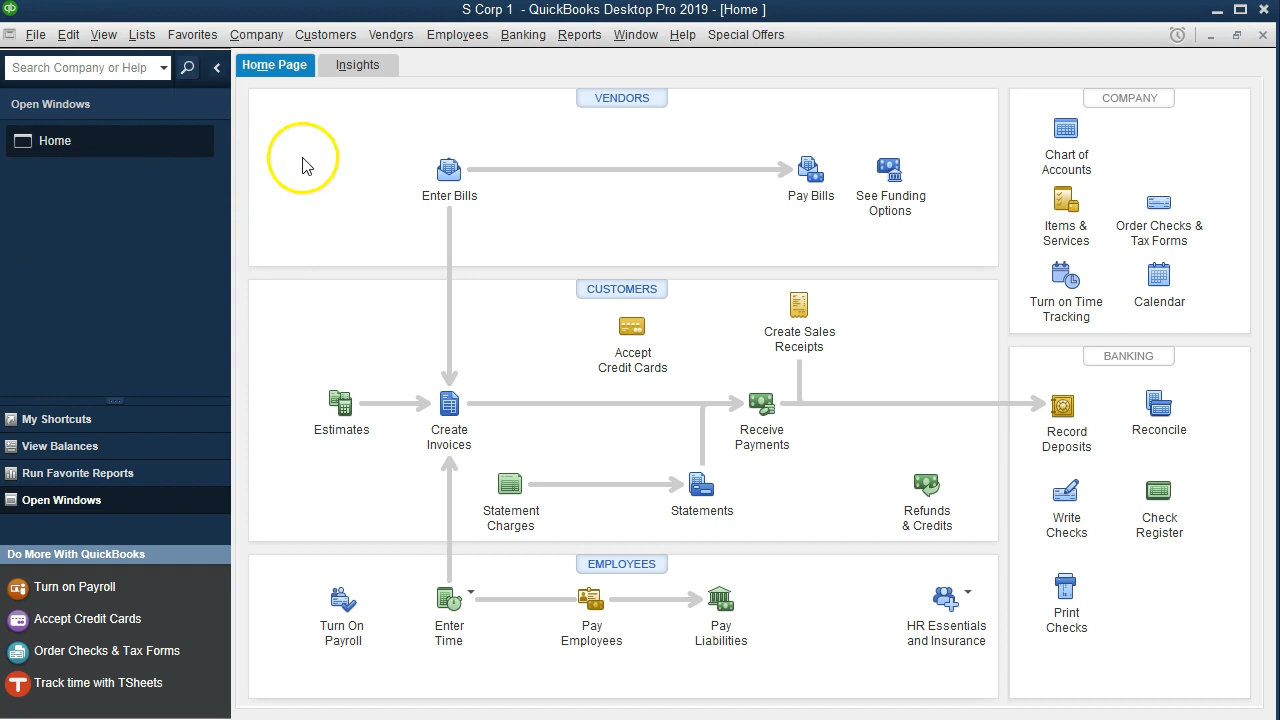 S Corp 1 - QuickBooks Desktop Pro 2019 - [Home ]
File Edit View Lists Favorites Company Customers Vendors Employees Banking Reports Window Help Special Offers
Search Company or Help
Open Windows
Home
My Shortcuts
View Balances
Run Favorite Reports
Open Windows
Do More With QuickBooks
Turn on Payroll
Accept Credit Cards
Order Checks & Tax Forms
Track time with TSheets
Home Page
Insights
VENDORS
Enter Bills
Pay Bills
See Funding
Options
CUSTOMERS
Accept
Credit Cards
Create Sales
Receipts
Estimates
Create
Invoices
Receive
Payments
Statement
Charges
Statements
Refunds
& Credits
EMPLOYEES
Turn On
Payroll
Enter
Time
Pay
Employees
Pay
Liabilities
HR Essentials
and Insurance
COMPANY
Chart of
Accounts
Items &
Services
Order Checks &
Tax Forms
Turn on Time
Tracking
Calendar
BANKING
Record
Deposits
Reconcile
Write
Checks
Check
Register
Print
Checks